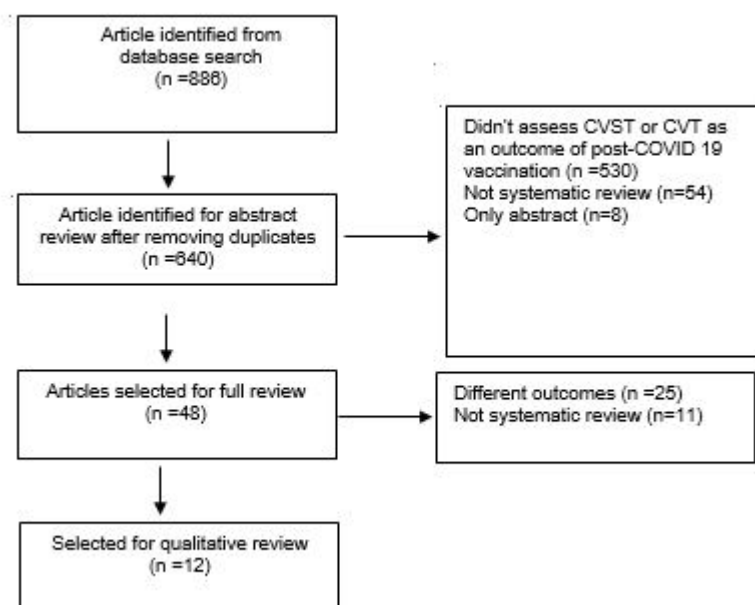 Article identified from
database search
(n =886)
Didn't assess CVST or CVT as
an outcome of post-COVID 19
vaccination (n =530)
Not systematic review (n=54)
Only abstract (n=8)
Article identified for abstract
review after removing duplicates
(n =640)
Articles selected for full review
(n =48)
Different outcomes (n =25)
Not systematic review (n=11)
Selected for qualitative review
(n =12)